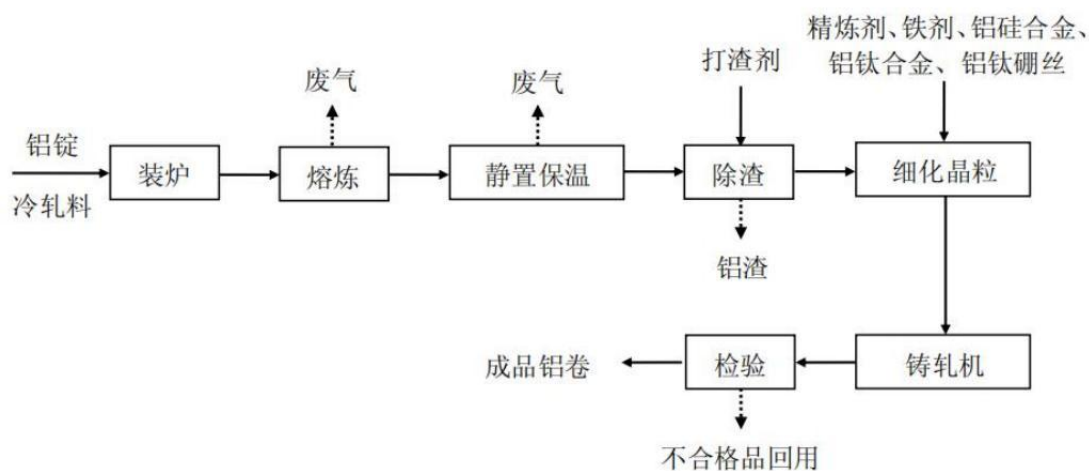 精炼剂、铁剂、铝硅合金、
铝钛合金、铝钛硼丝
打渣剂
废气
废气
铝锭
冷轧料
装炉
熔炼
静置保温
除渣
细化晶粒
铝渣
成品铝卷
检验
铸轧机
不合格品回用